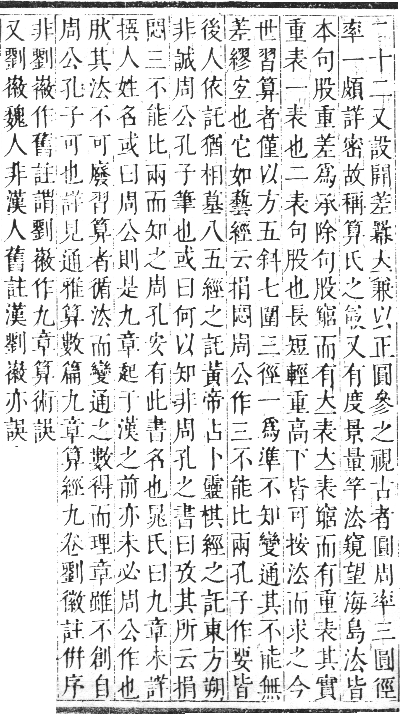 二十二又設開差冪大兼以正圓參之視古者圓周率三圓徑
率一頗詳密故稱算氏之最又有度景量竿法窺望海島法皆
本句股重差爲承除句股窮而有大表大表窮而有重表其實
重表一表也二表句股也長短輕重高下皆可按法而求之今
世習算者僅以方五斜七圍三徑一爲準不知變通其不能無
差繆宜也它如藝經云捐悶周公作三不能比兩孔子作要皆
後人依託猶相墓八五經之託黃帝占卜靈棋經之託東方朔
非誠周公孔子筆也或曰何以知非周孔之書曰攷其所云捐
悶三不能比兩而知之周孔安有此書名也晁氏曰九章未詳
撰人姓名或曰周公則是九章起于漢之前亦未必周公作也
肰其法不可廢習算者循法而變通之數得而理章雖不創自
周公孔子可也詳見通雅算數篇九章算經九卷劉徽註併序
非劉徽作舊註謂劉徽作九章算術誤
又劉徽魏人非漢人舊註漢劉徽亦誤